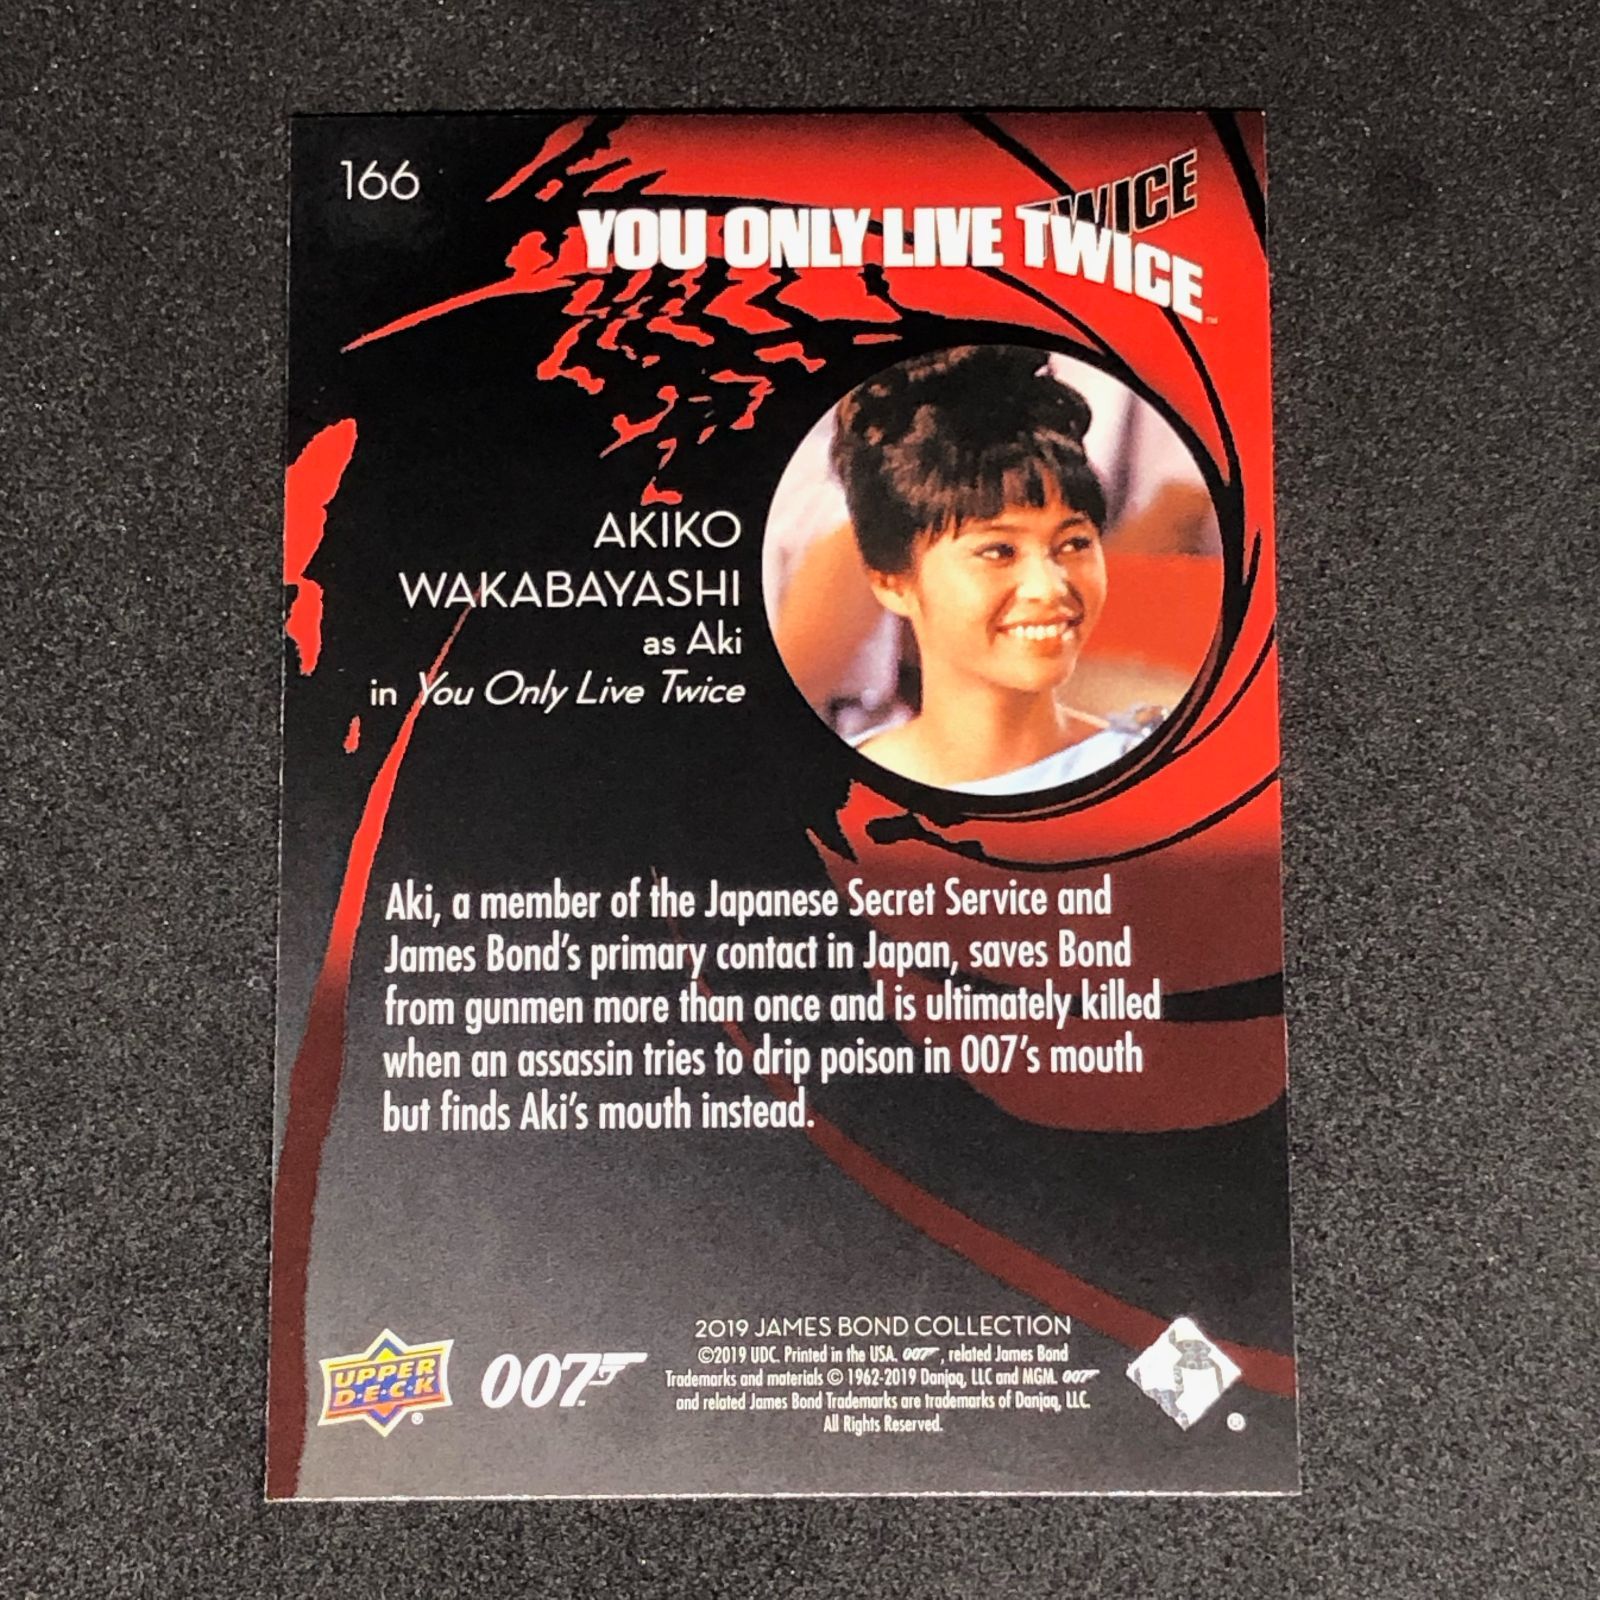 166
TWICE
YOU ONLY LIVE TWICE ™
AKIKO
WAKABAYASHI
as Aki
in You Only Live Twice
Aki, a member of the Japanese Secret Service and
James Bond's primary contact in Japan, saves Bond
from gunmen more than once and is ultimately killed
when an assassin tries to drip poison in 007's mouth
but finds Aki's mouth instead.
UPPER
D·E·C·K
®
007
2019 JAMES BOND COLLECTION
©2019 UDC. Printed in the USA. 007, related James Bond
Trademarks and materials © 1962-2019 Danjaq, LLC and MGM. 007
and related James Bond Trademarks are trademarks of Danjaq, LLC.
All Rights Reserved.
®